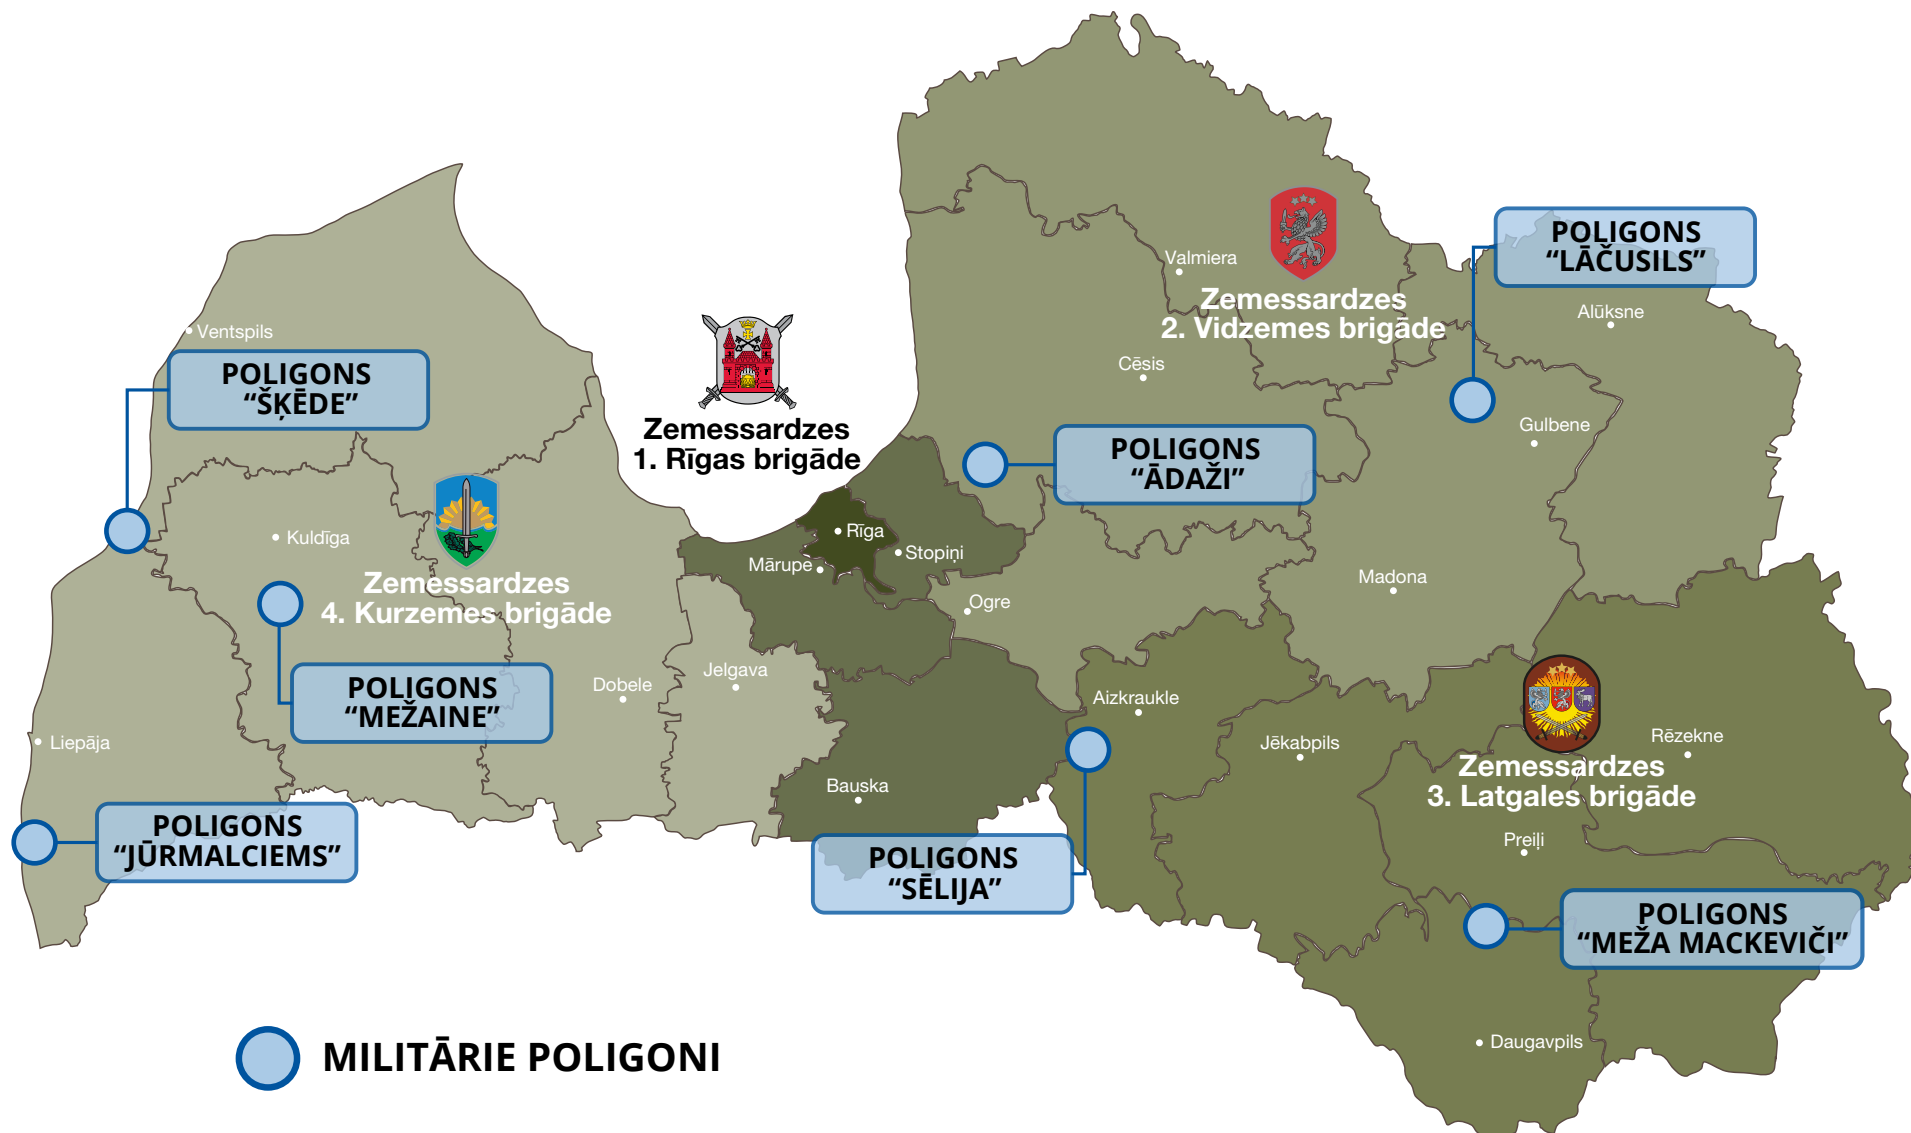 Valmiera
POLIGONS
“LĀČUSILS”
Zemessardzes
2. Vidzemes brigāde
Alūksne
Ventspils
POLIGONS
“ŠĶĒDE”
Cēsis
Zemessardzes
1. Rīgas brigāde
Gulbene
POLIGONS
“ĀDAŽI”
Kuldīga
Rīga
Stopiņi
Mārupe
Zemessardzes
4. Kurzemes brigāde
Madona
Ogre
Jelgava
Dobele
POLIGONS
“MEŽAINE”
Aizkraukle
Liepāja
Jēkabpils
Rēzekne
Zemessardzes
3. Latgales brigāde
Bauska
POLIGONS
“JŪRMALCIEMS”
Preiļi
POLIGONS
“SĒLIJA”
POLIGONS
“MEŽA MACKEVIČI”
Daugavpils
MILITĀRIE POLIGONI